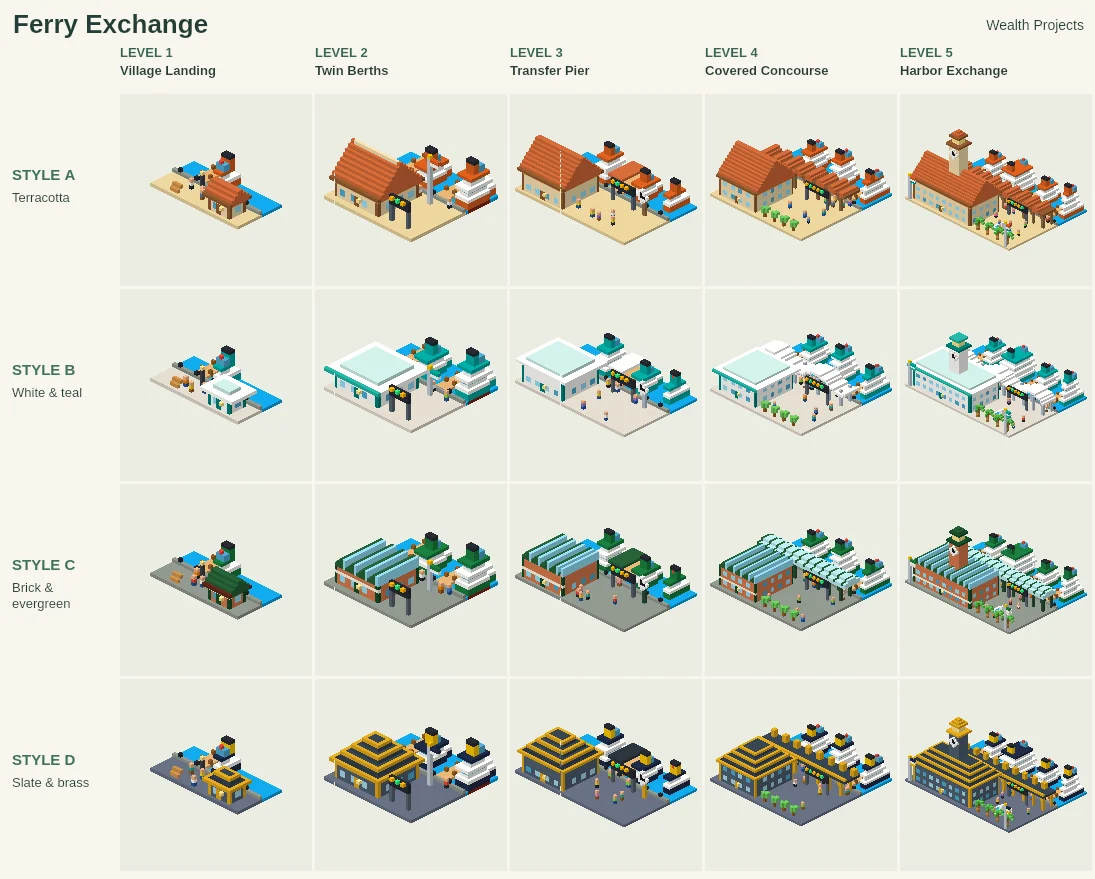 Ferry Exchange
Wealth Projects
LEVEL 1
Village Landing
LEVEL 2
Twin Berths
LEVEL 3
Transfer Pier
LEVEL 4
Covered Concourse
LEVEL 5
Harbor Exchange
STYLE A
Terracotta
STYLE B
White & teal
STYLE C
Brick &
evergreen
STYLE D
Slate & brass